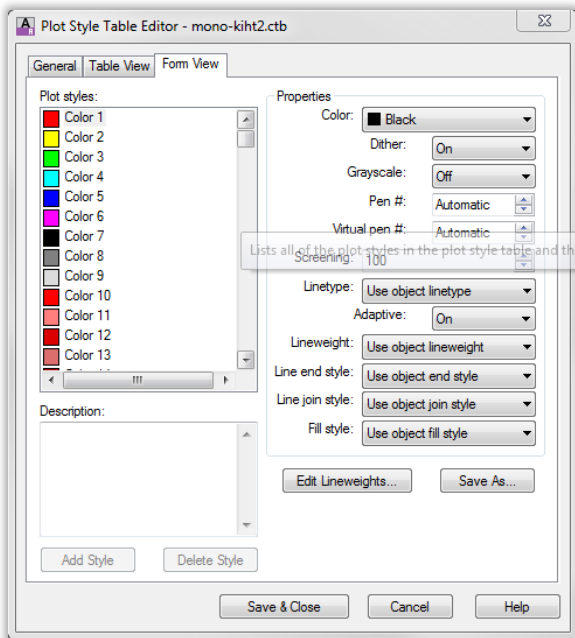 Plot Style Table Editor - mono-kiht2.ctb
General
Table View
Form View
Plot styles:
Color 1
Color 2
Color 3
Color 4
Color 5
Color 6
Color 7
Color 8
Color 9
Color 10
Color 11
Color 12
Color 13
Description:
Add Style
Delete Style
Properties
Color: Black
Dither: On
Grayscale: Off
Pen #: Automatic
Virtual pen #: Automatic
Lists all of the plot styles in the plot style table and th
Screening: 100
Linetype: Use object linetype
Adaptive: On
Lineweight: Use object lineweight
Line end style: Use object end style
Line join style: Use object join style
Fill style: Use object fill style
Edit Lineweights...
Save As...
Save & Close
Cancel
Help